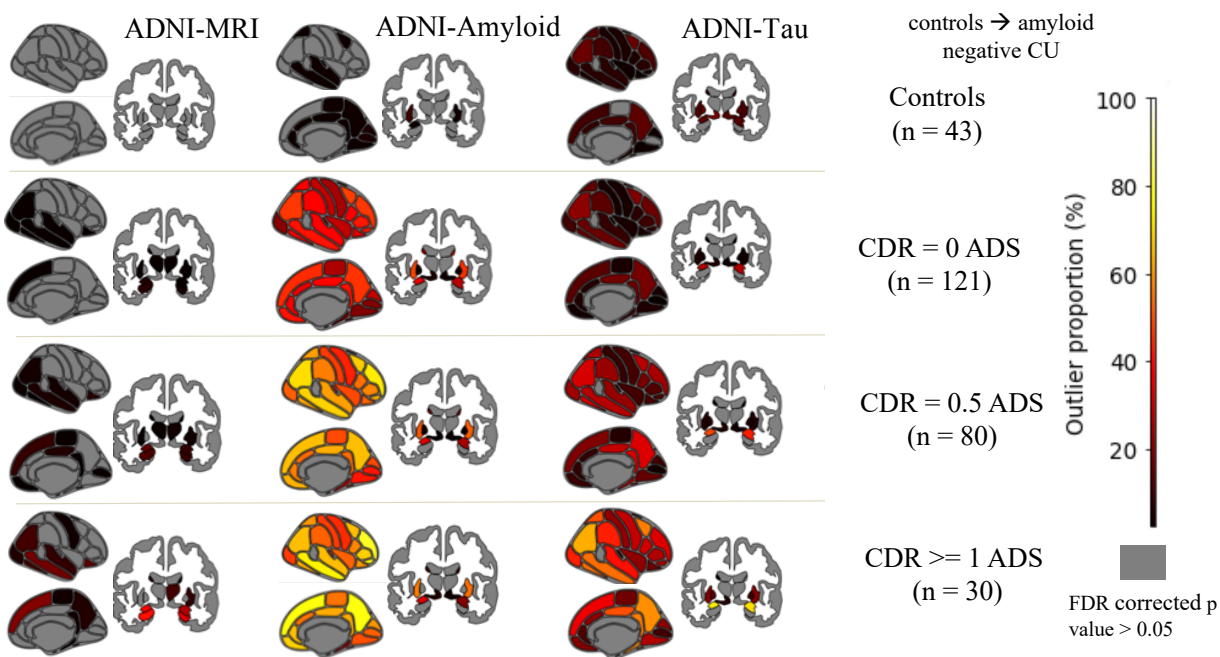 ADNI-MRI
ADNI-Amyloid
ADNI-Tau
controls → amyloid
negative CU
Controls
(n = 43)
CDR = 0 ADS
(n = 121)
CDR = 0.5 ADS
(n = 80)
CDR >= 1 ADS
(n = 30)
100
80
60
40
20
Outlier proportion (%)
FDR corrected p
value > 0.05